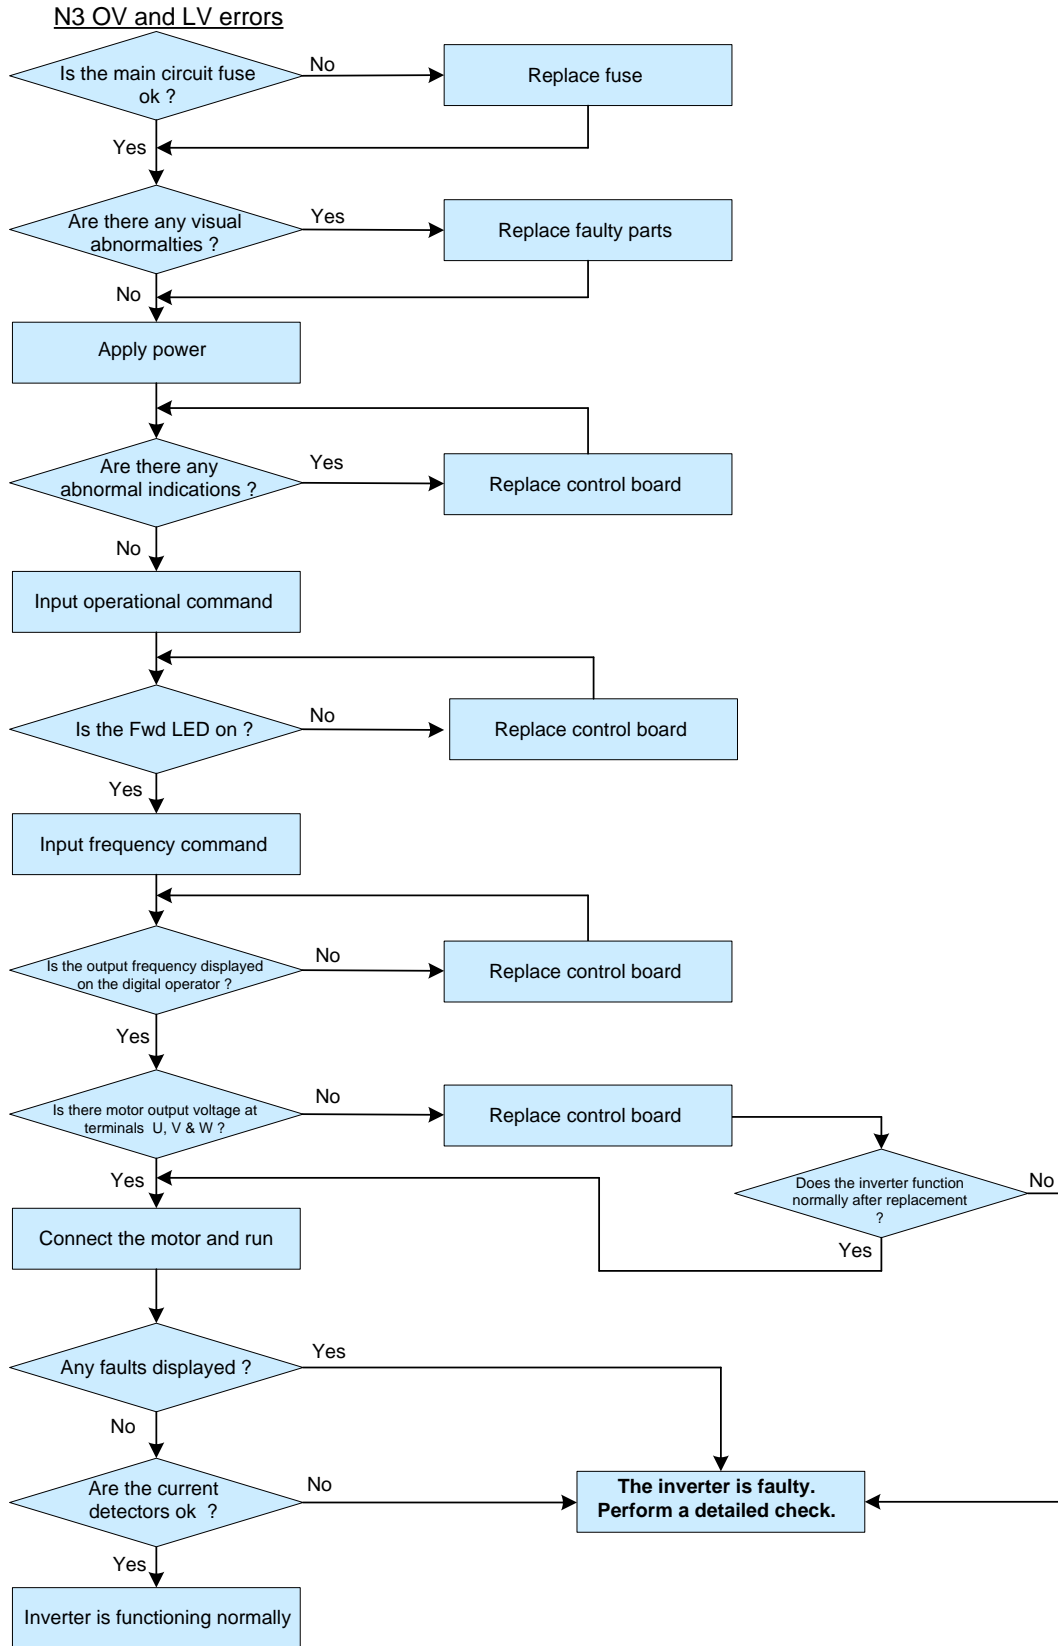 N3 OV and LV errors
Is the main circuit fuse
ok ?
No
Replace fuse
Yes
Are there any visual
abnormalties ?
Yes
Replace faulty parts
No
Apply power
Are there any
abnormal indications ?
Yes
Replace control board
No
Input operational command
Is the Fwd LED on ?
No
Replace control board
Yes
Input frequency command
Is the output frequency displayed
on the digital operator ?
No
Replace control board
Yes
Is there motor output voltage at
terminals U, V & W ?
No
Replace control board
Does the inverter function
normally after replacement
?
No
Yes
Yes
Connect the motor and run
Any faults displayed ?
Yes
No
Are the current
detectors ok ?
No
The inverter is faulty.
Perform a detailed check.
Yes
Inverter is functioning normally